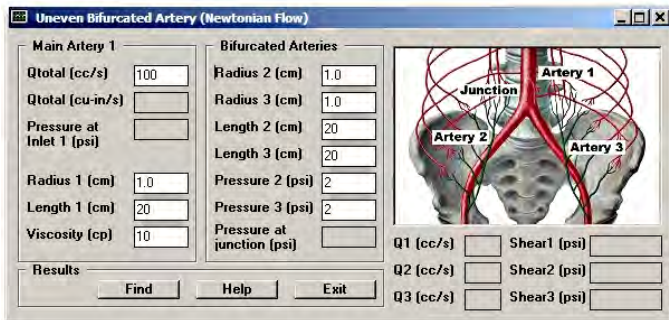 Uneven Bifurcated Artery (Newtonian Flow)
Main Artery 1
Qtotal (cc/s) 100
Qtotal (cu-in/s)
Pressure at
Inlet 1 (psi)
Radius 1 (cm) 1.0
Length 1 (cm) 20
Viscosity (cp) 10
Bifurcated Arteries
Radius 2 (cm) 1.0
Radius 3 (cm) 1.0
Length 2 (cm) 20
Length 3 (cm) 20
Pressure 2 (psi) 2
Pressure 3 (psi) 2
Pressure at
junction (psi)
Artery 1
Junction
Artery 2
Artery 3
Q1 (cc/s) Shear1 (psi)
Q2 (cc/s) Shear2 (psi)
Q3 (cc/s) Shear3 (psi)
Results
Find Help Exit